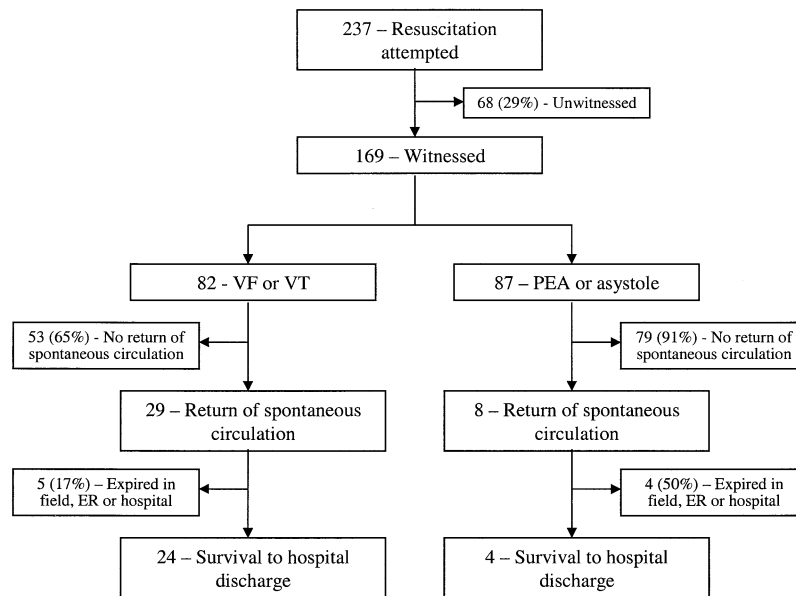 237 – Resuscitation
attempted
68 (29%) - Unwitnessed
169 – Witnessed
82 - VF or VT
87 – PEA or asystole
53 (65%) - No return of
spontaneous circulation
79 (91%) - No return of
spontaneous circulation
29 – Return of spontaneous
circulation
8 – Return of spontaneous
circulation
5 (17%) – Expired in
field, ER or hospital
4 (50%) – Expired in
field, ER or hospital
24 – Survival to hospital
discharge
4 – Survival to hospital
discharge